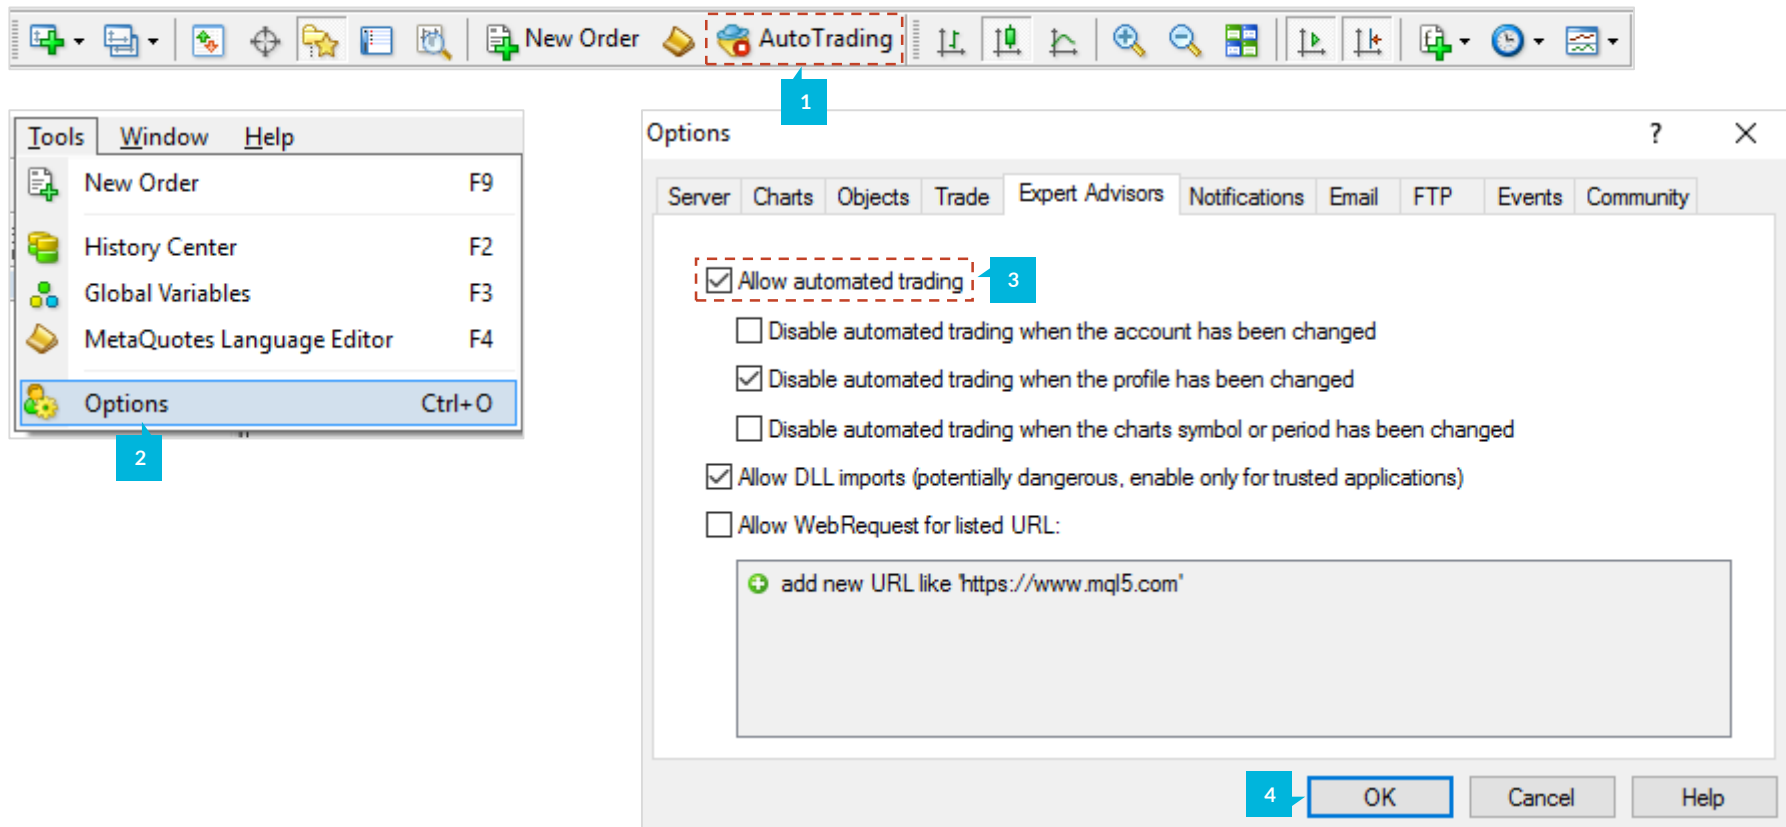 New Order
AutoTrading
1
Tools Window Help
New Order F9
History Center F2
Global Variables F3
MetaQuotes Language Editor F4
Options Ctrl+O
2
Options
?
Server Charts Objects Trade Expert Advisors Notifications Email FTP Events Community
Allow automated trading
3
Disable automated trading when the account has been changed
Disable automated trading when the profile has been changed
Disable automated trading when the charts symbol or period has been changed
Allow DLL imports (potentially dangerous, enable only for trusted applications)
Allow WebRequest for listed URL:
add new URL like 'https://www.mql5.com'
4
OK Cancel Help